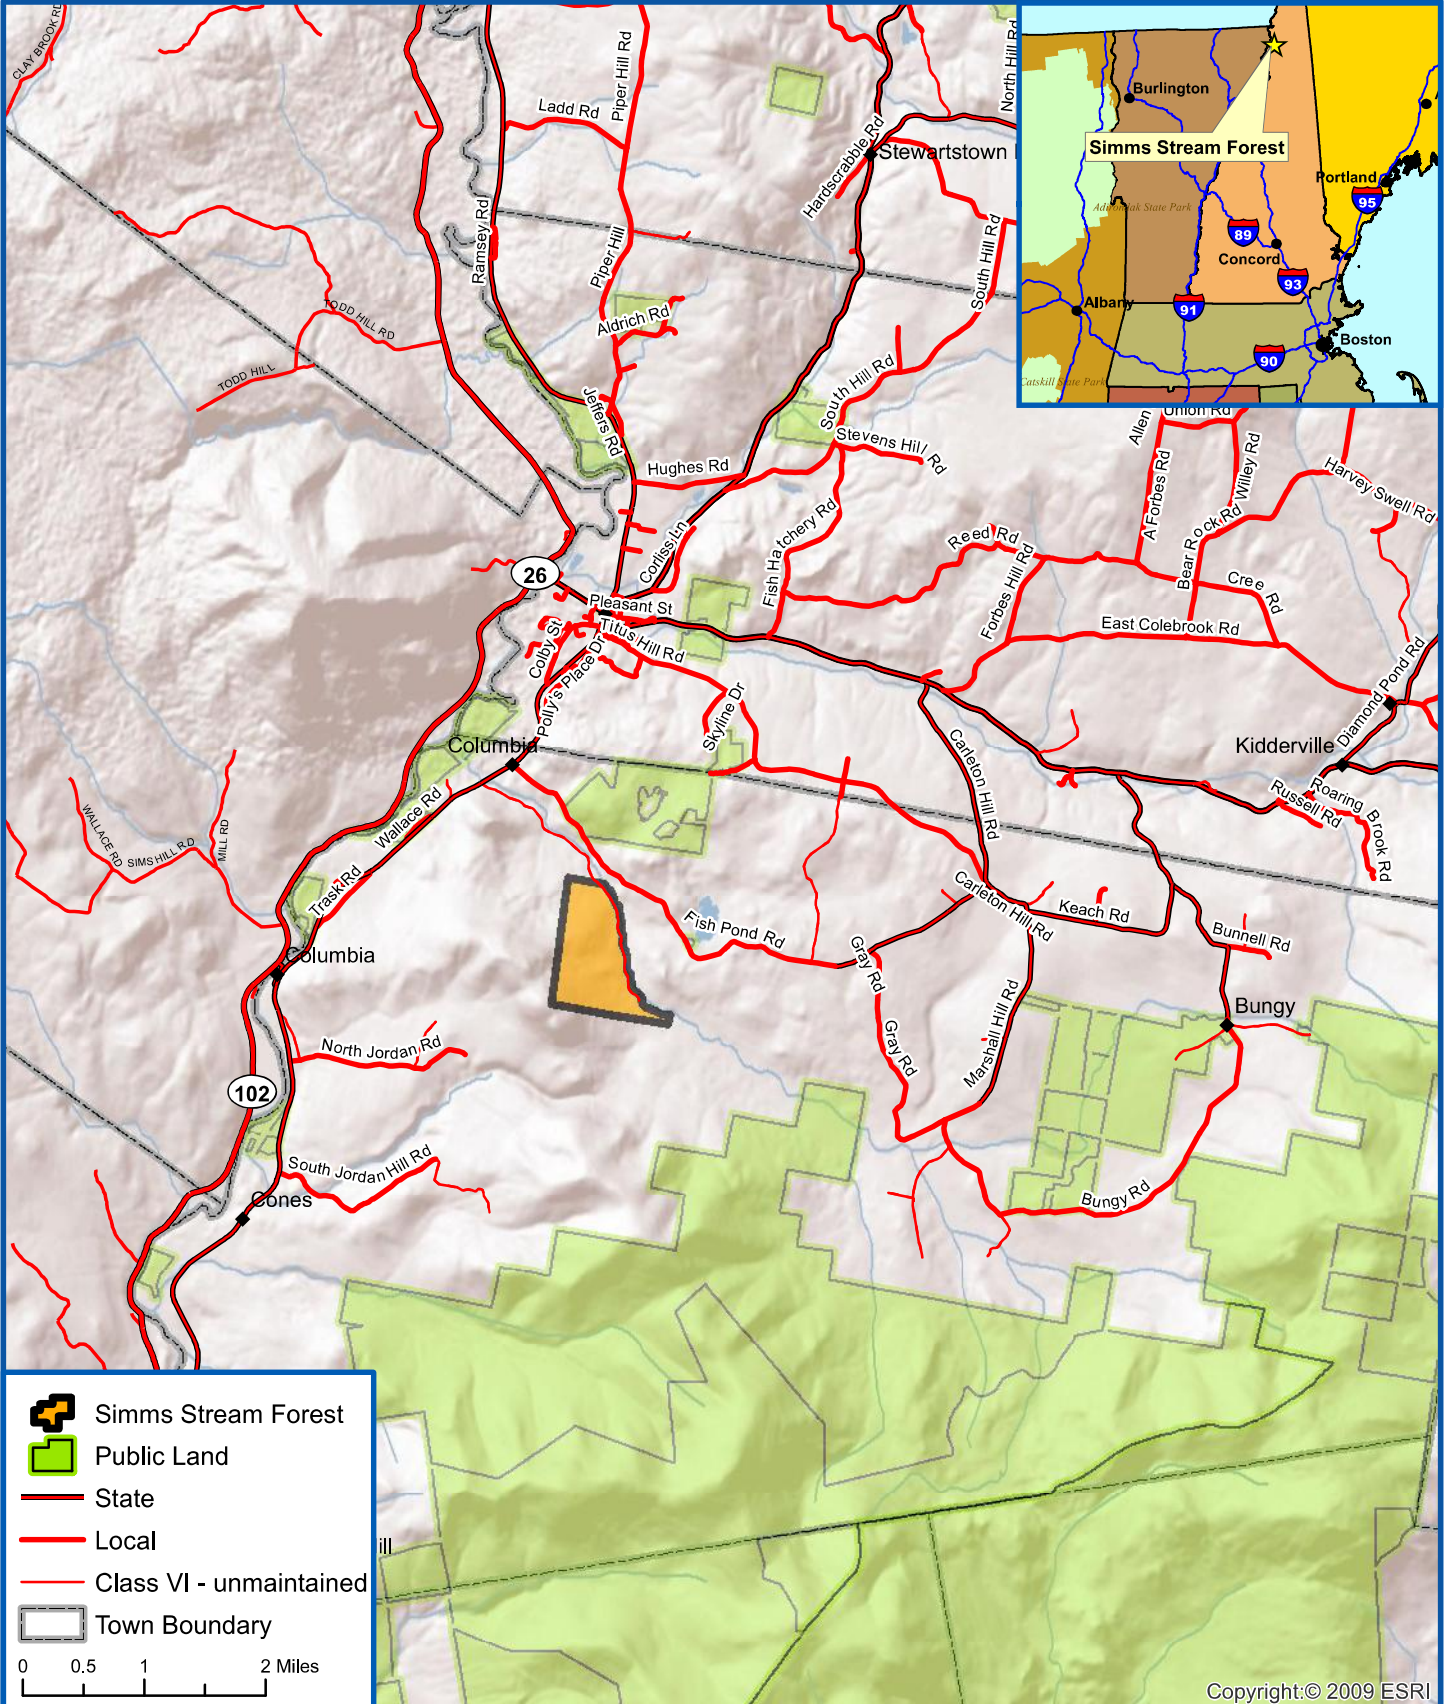 CLAY BROOK RD
Ladd Rd
Piper Hill Rd
North Hill Rd
Hardscrabble Rd
Stewartstown
Ramsey Rd
Piper Hill
South Hill Rd
TODD HILL RD
TODD HILL
Aldrich Rd
Jeffers Rd
South Hill Rd
Stevens Hill Rd
Hughes Rd
Burlington
Simms Stream Forest
Portland
95
Adirondak State Park
89
Concord
93
Albany
91
Boston
90
Catskill State Park
Allen
Union Rd
A Forbes Rd
Willey Rd
Harvey Swell Rd
Bear Rock Rd
Fish Hatchery Rd
Corliss Ln
Reed Rd
Forbes Hill Rd
Cree Rd
26
Pleasant St
Titus Hill Rd
Colby St
Polly's Place Dr
East Colebrook Rd
Diamond Pond Rd
Skyline Dr
Columbia
Carleton Hill Rd
Kidderville
Russell Rd
Roaring Brook Rd
WALLACE RD
SIMS HILL RD
MILL RD
Wallace Rd
Trask Rd
Carleton Hill Rd
Keach Rd
Fish Pond Rd
Gray Rd
Bunnell Rd
Columbia
Bungy
Gray Rd
Marshall Hill Rd
North Jordan Rd
102
South Jordan Hill Rd
Cones
Bungy Rd
Simms Stream Forest
Public Land
State
Local
Class VI - unmaintained
Town Boundary
0 0.5 1 2 Miles
ill
Copyright:© 2009 ESRI